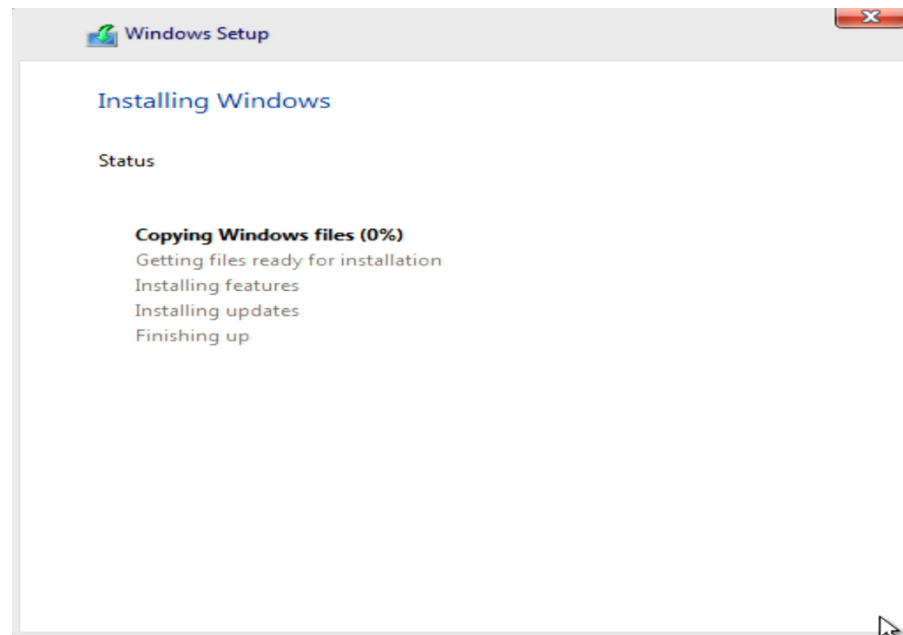 Windows Setup
Installing Windows
Status
Copying Windows files (0%)
Getting files ready for installation
Installing features
Installing updates
Finishing up